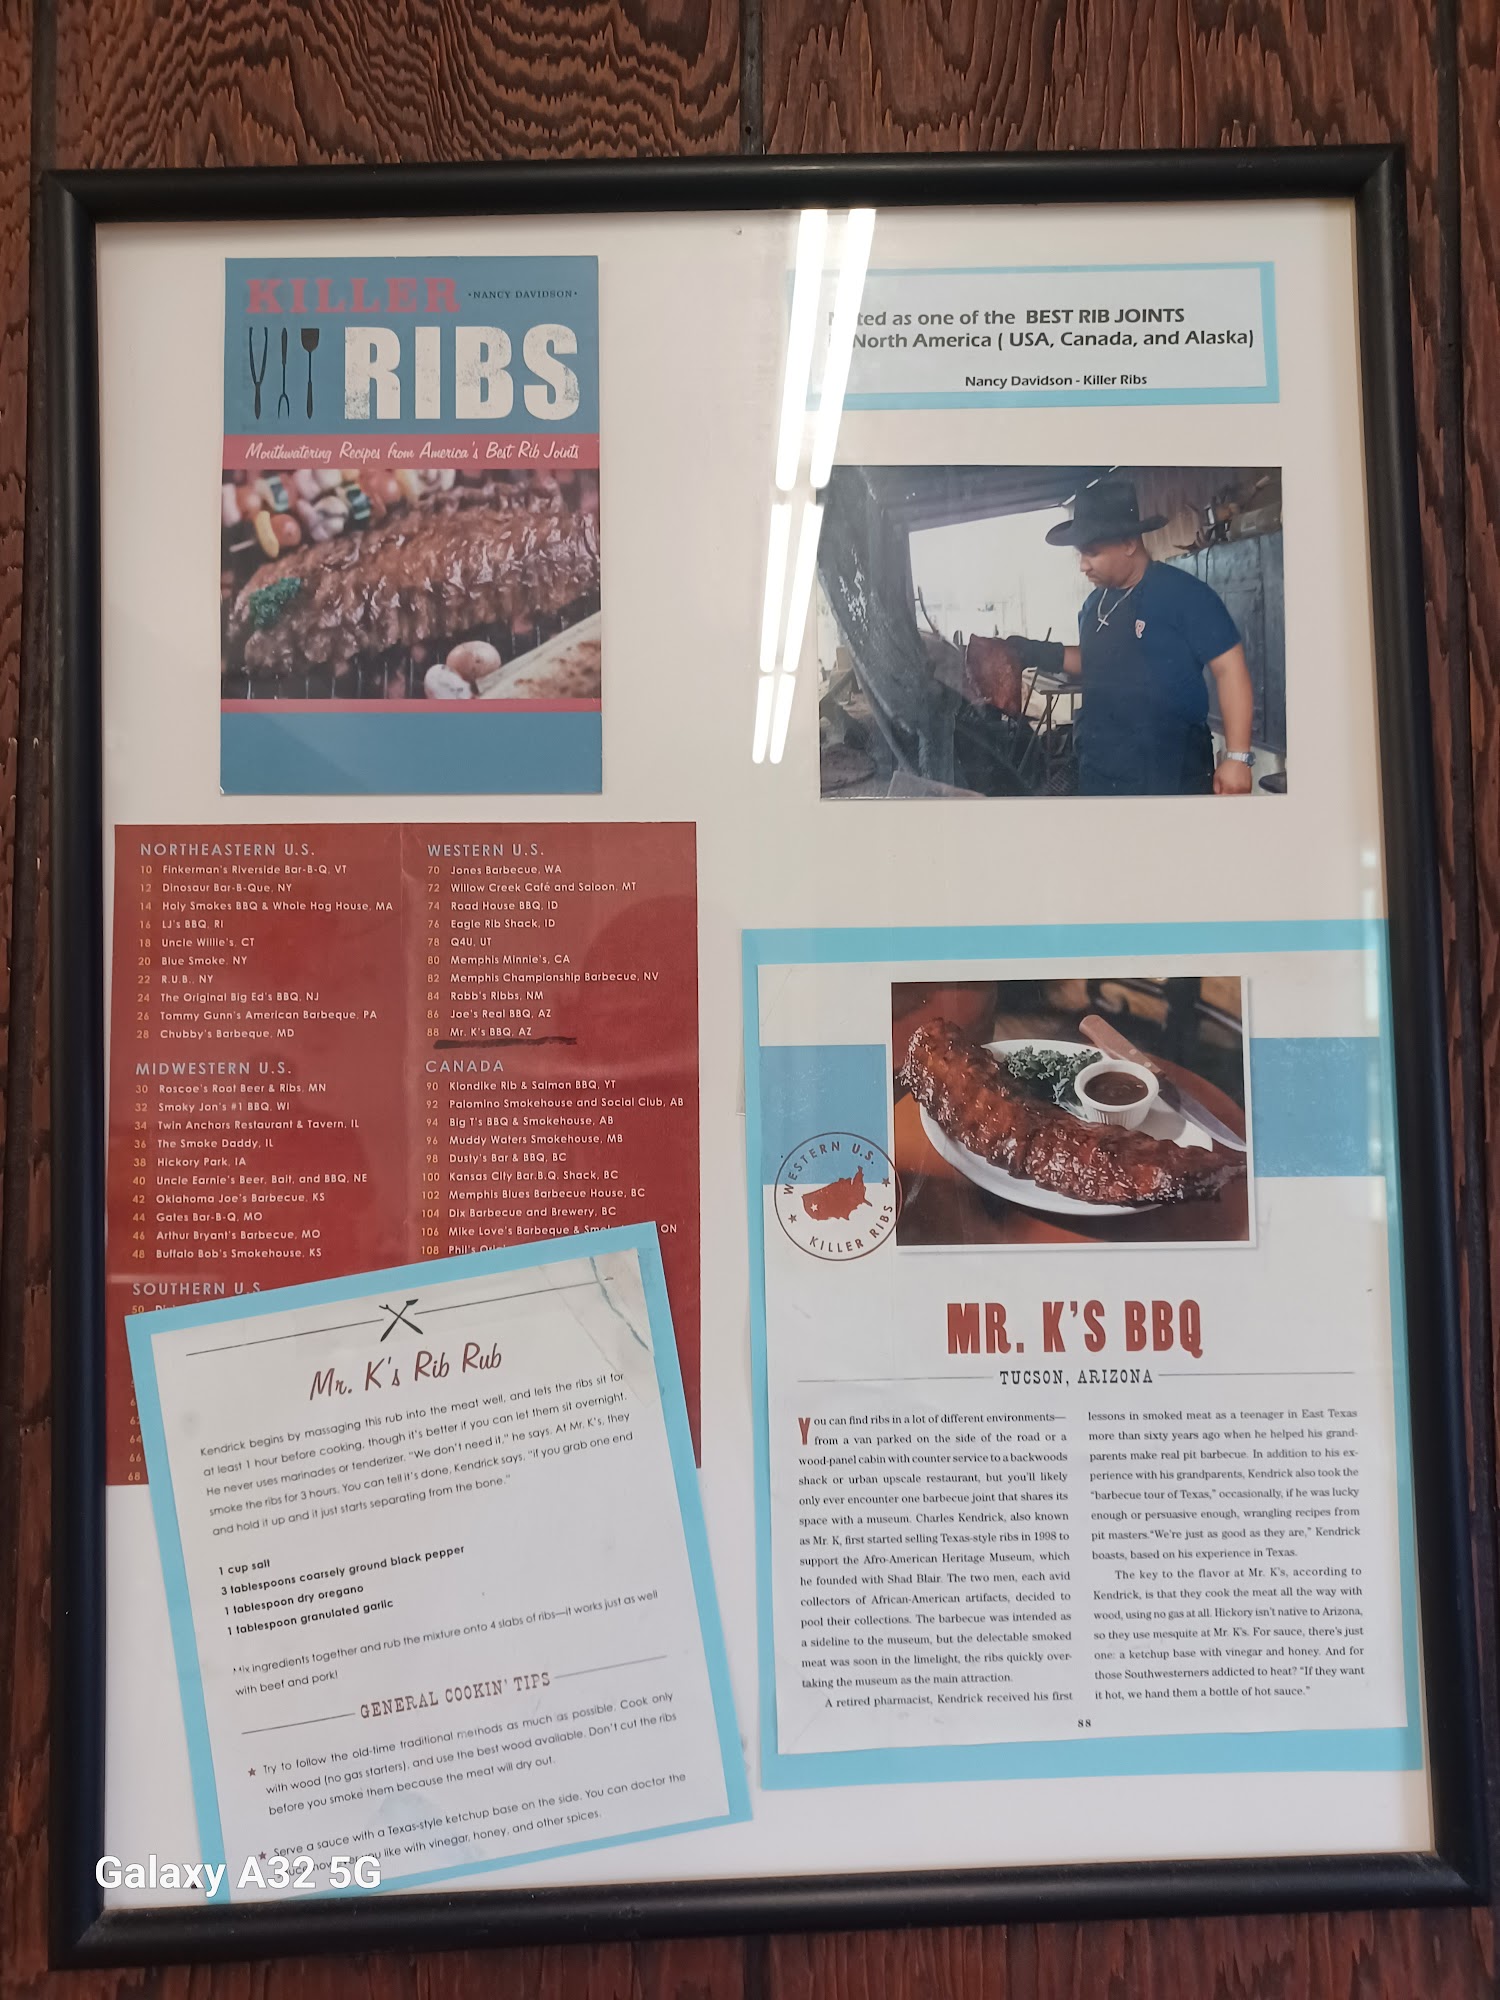 KILLER
•NANCY DAVIDSON•
RIBS
Mouthwatering Recipes from America's Best Rib Joints
ted as one of the BEST RIB JOINTS
North America ( USA, Canada, and Alaska)
Nancy Davidson - Killer Ribs
NORTHEASTERN U.S.
10 Finkerman's Riverside Bar-B-Q, VT
12 Dinosaur Bar-B-Que, NY
14 Holy Smokes BBQ & Whole Hog House, MA
16 LJ's BBQ, RI
18 Uncle Willie's, CT
20 Blue Smoke, NY
22 R.U.B., NY
24 The Original Big Ed's BBQ, NJ
26 Tommy Gunn's American Barbeque, PA
28 Chubby's Barbeque, MD
MIDWESTERN U.S.
30 Roscoe's Root Beer & Ribs, MN
32 Smoky Jon's #1 BBQ, WI
34 Twin Anchors Restaurant & Tavern, IL
36 The Smoke Daddy, IL
38 Hickory Park, IA
40 Uncle Earnie's Beer, Bait, and BBQ, NE
42 Oklahoma Joe's Barbecue, KS
44 Gates Bar-B-Q, MO
46 Arthur Bryant's Barbecue, MO
48 Buffalo Bob's Smokehouse, KS
SOUTHERN U.S.
50
64
66
68
WESTERN U.S.
70 Jones Barbecue, WA
72 Willow Creek Café and Saloon, MT
74 Road House BBQ, ID
76 Eagle Rib Shack, ID
78 Q4U, UT
80 Memphis Minnie's, CA
82 Memphis Championship Barbecue, NV
84 Robb's Ribbs, NM
86 Joe's Real BBQ, AZ
88 Mr. K's BBQ, AZ
CANADA
90 Klondike Rib & Salmon BBQ, YT
92 Palomino Smokehouse and Social Club, AB
94 Big T's BBQ & Smokehouse, AB
96 Muddy Waters Smokehouse, MB
98 Dusty's Bar & BBQ, BC
100 Kansas City Bar.B.Q. Shack, BC
102 Memphis Blues Barbecue House, BC
104 Dix Barbecue and Brewery, BC
106 Mike Love's Barbeque & ON
108 Phil's
Mr. K's Rib Rub
Kendrick begins by massaging this rub into the meat well, and lets the ribs sit for
at least 1 hour before cooking, though it's better if you can let them sit overnight.
He never uses marinades or tenderizer. "We don't need it," he says. At Mr. K's, they
smoke the ribs for 3 hours. You can tell it's done, Kendrick says, "if you grab one end
and hold it up and it just starts separating from the bone."
1 cup salt
3 tablespoons coarsely ground black pepper
1 tablespoon dry oregano
1 tablespoon granulated garlic
Mix ingredients together and rub the mixture onto 4 slabs of ribs—it works just as well
with beef and pork!
GENERAL COOKIN' TIPS
★ Try to follow the old-time traditional methods as much as possible. Cook only
with wood (no gas starters), and use the best wood available. Don't cut the ribs
before you smoke them because the meat will dry out.
★ Serve a sauce with a Texas-style ketchup base on the side. You can doctor the
you like with vinegar, honey, and other spices.
WESTERN U.S.
★ ★
KILLER RIBS
MR. K'S BBQ
TUCSON, ARIZONA
You can find ribs in a lot of different environments—
from a van parked on the side of the road or a
wood-panel cabin with counter service to a backwoods
shack or urban upscale restaurant, but you'll likely
only ever encounter one barbecue joint that shares its
space with a museum. Charles Kendrick, also known
as Mr. K, first started selling Texas-style ribs in 1998 to
support the Afro-American Heritage Museum, which
he founded with Shad Blair. The two men, each avid
collectors of African-American artifacts, decided to
pool their collections. The barbecue was intended as
a sideline to the museum, but the delectable smoked
meat was soon in the limelight, the ribs quickly over-
taking the museum as the main attraction.
A retired pharmacist, Kendrick received his first
lessons in smoked meat as a teenager in East Texas
more than sixty years ago when he helped his grand-
parents make real pit barbecue. In addition to his ex-
perience with his grandparents, Kendrick also took the
"barbecue tour of Texas," occasionally, if he was lucky
enough or persuasive enough, wrangling recipes from
pit masters. "We're just as good as they are," Kendrick
boasts, based on his experience in Texas.
The key to the flavor at Mr. K's, according to
Kendrick, is that they cook the meat all the way with
wood, using no gas at all. Hickory isn't native to Arizona,
so they use mesquite at Mr. K's. For sauce, there's just
one: a ketchup base with vinegar and honey. And for
those Southwesterners addicted to heat? "If they want
it hot, we hand them a bottle of hot sauce."
88
Galaxy A32 5G